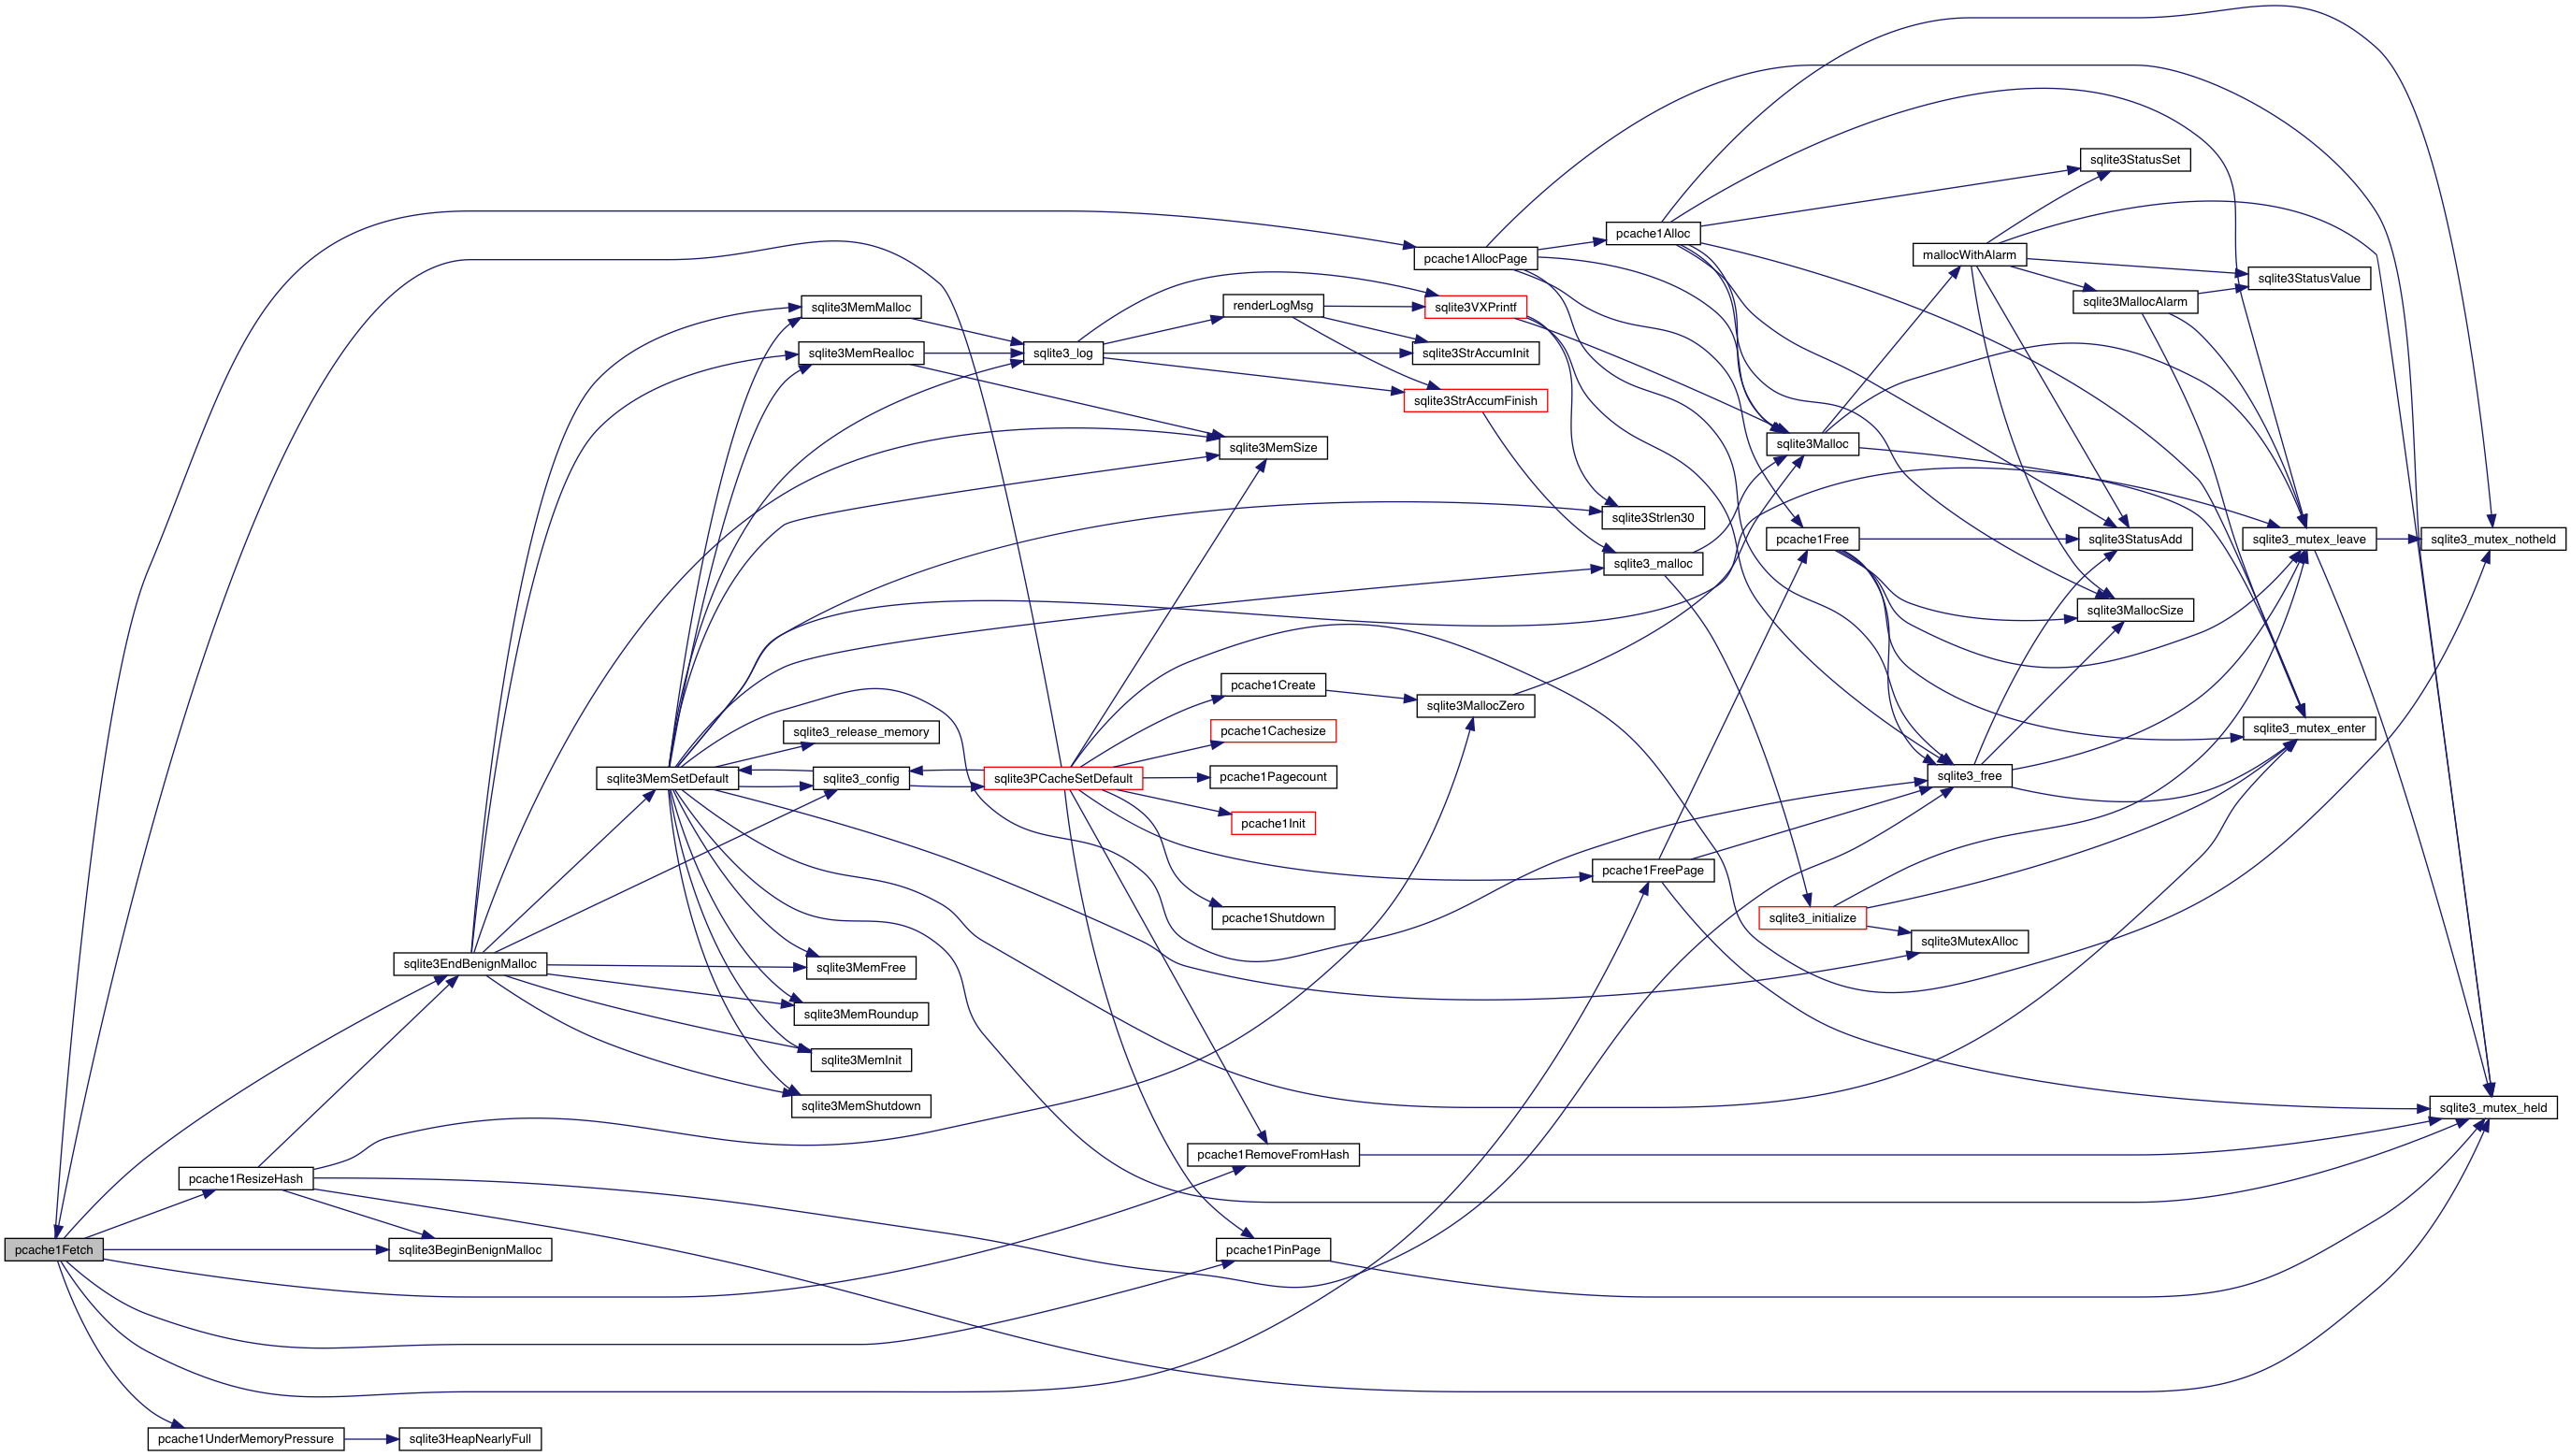 sqlite3StatusSet
pcache1Alloc
mallocWithAlarm
pcache1AllocPage
sqlite3StatusValue
sqlite3MallocAlarm
sqlite3MemMalloc
renderLogMsg
sqlite3VXPrintf
sqlite3MemRealloc
sqlite3_log
sqlite3StrAccumInit
sqlite3StrAccumFinish
sqlite3Malloc
sqlite3MemSize
sqlite3Strlen30
pcache1Free
sqlite3StatusAdd
sqlite3_mutex_leave
sqlite3_mutex_notheld
sqlite3_malloc
sqlite3MallocSize
pcache1Create
sqlite3MallocZero
sqlite3_mutex_enter
sqlite3_release_memory
pcache1Cachesize
sqlite3MemSetDefault
sqlite3_config
sqlite3PCacheSetDefault
pcache1Pagecount
sqlite3_free
pcache1Init
pcache1FreePage
pcache1Shutdown
sqlite3_initialize
sqlite3MutexAlloc
sqlite3EndBenignMalloc
sqlite3MemFree
sqlite3MemRoundup
sqlite3MemInit
sqlite3MemShutdown
sqlite3_mutex_held
pcache1RemoveFromHash
pcache1ResizeHash
pcache1Fetch
sqlite3BeginBenignMalloc
pcache1PinPage
pcache1UnderMemoryPressure
sqlite3HeapNearlyFull